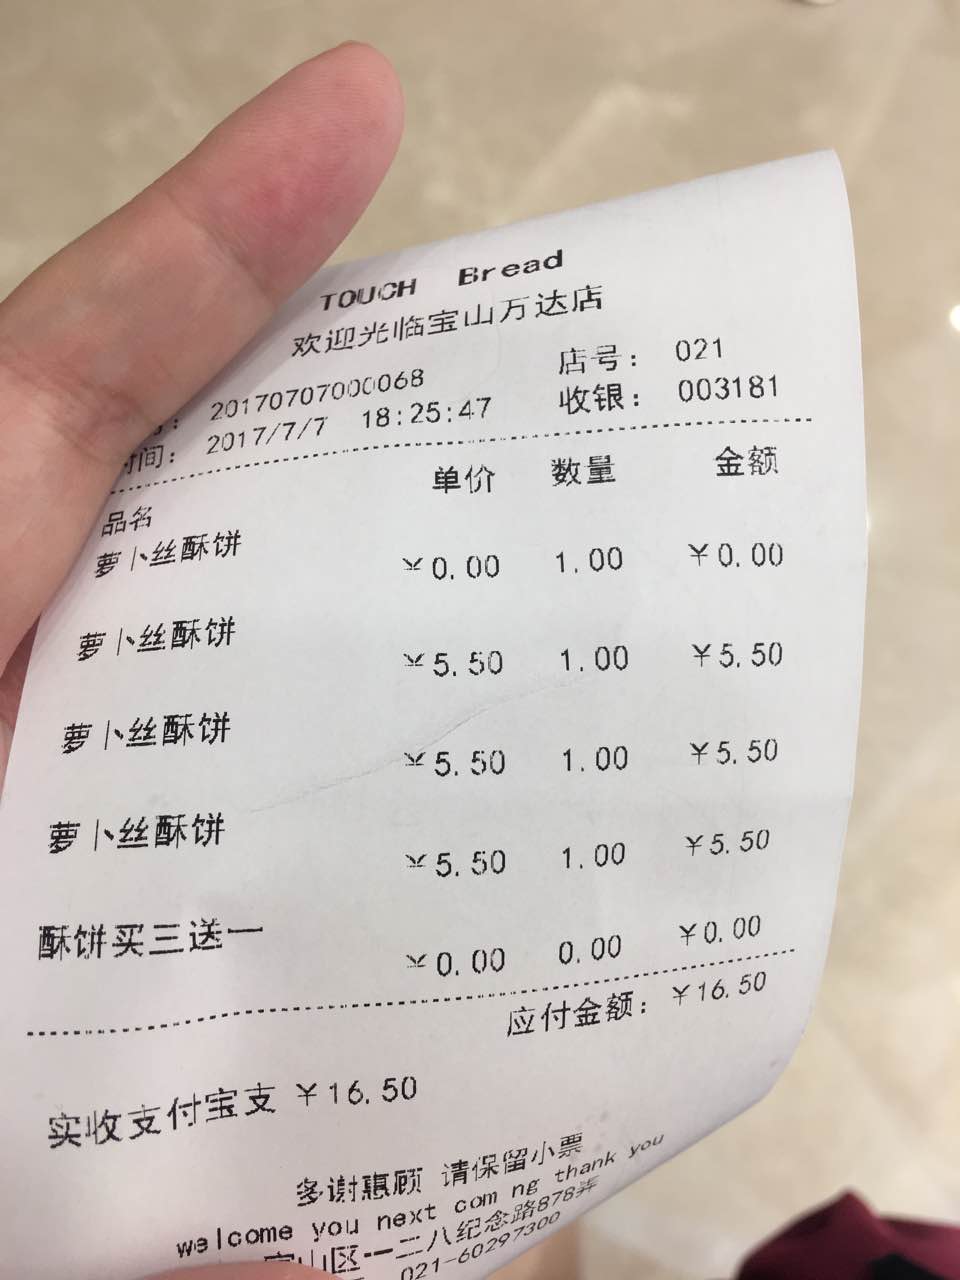 TOUCH Bread
欢迎光临宝山万达店
: 20170707000068 店号: 021
时间: 2017/7/7 18:25:47 收银: 003181
品名 单价 数量 金额
萝卜丝酥饼
¥0.00 1.00 ¥0.00
萝卜丝酥饼
¥5.50 1.00 ¥5.50
萝卜丝酥饼
¥5.50 1.00 ¥5.50
萝卜丝酥饼
¥5.50 1.00 ¥5.50
酥饼买三送一
¥0.00 0.00 ¥0.00
应付金额: ¥16.50
实收支付宝支 ¥16.50
多谢惠顾 请保留小票
welcome you next com ng thank you
宝山区一二八纪念路878弄
021-60297300